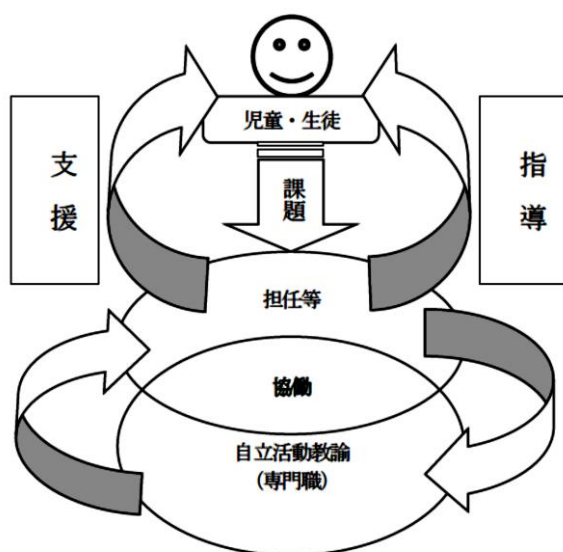 児童・生徒
支援
指導
課題
担任等
協働
自立活動教諭
(専門職)